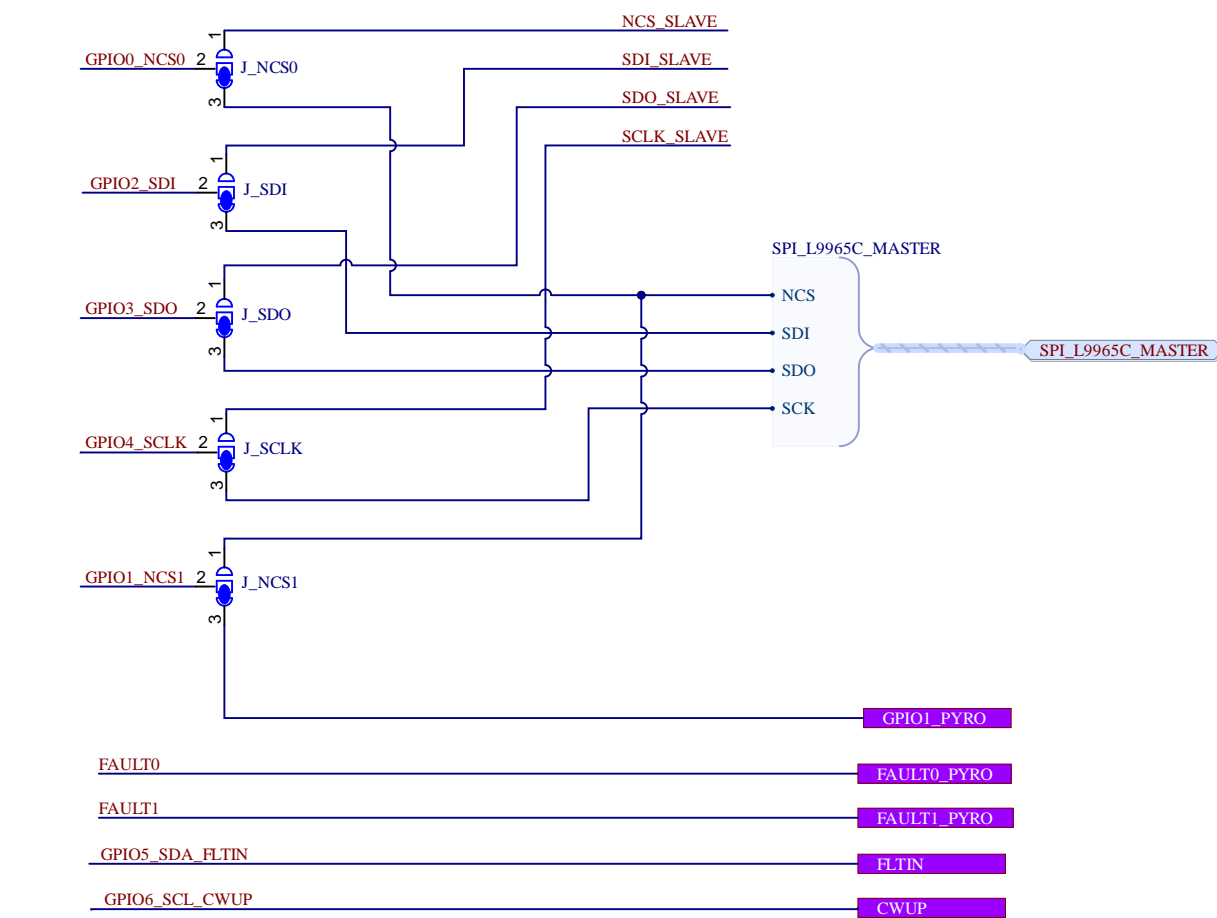 NCS_SLAVE
1
GPIO0_NCS0 2
J_NCS0
3
SDI_SLAVE
SDO_SLAVE
SCLK_SLAVE
1
GPIO2_SDI 2
J_SDI
3
SPI_L9965C_MASTER
1
GPIO3_SDO 2
J_SDO
3
NCS
SDI
SDO
SCK
SPI_L9965C_MASTER
1
GPIO4_SCLK 2
J_SCLK
3
1
GPIO1_NCS1 2
J_NCS1
3
GPIO1_PYRO
FAULT0
FAULT0_PYRO
FAULT1
FAULT1_PYRO
GPIO5_SDA_FLTIN
FLTIN
GPIO6_SCL_CWUP
CWUP